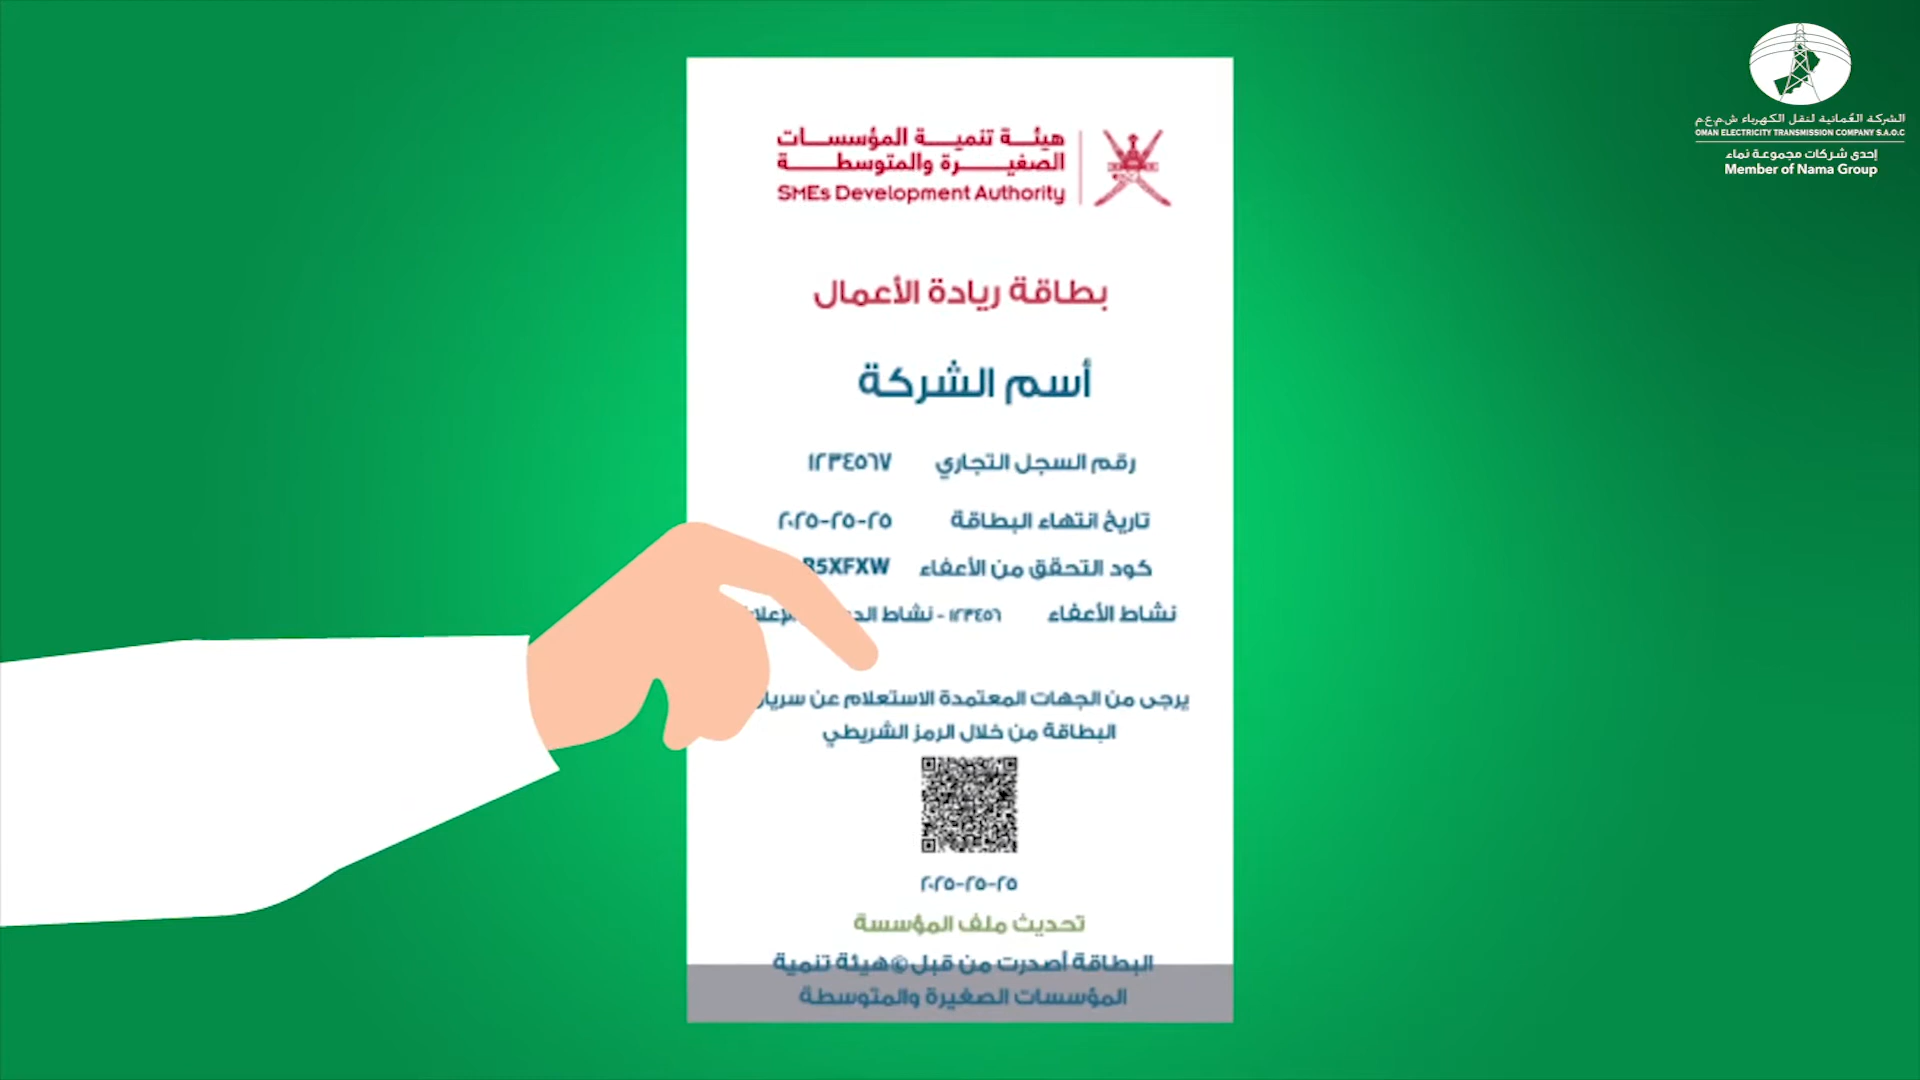 الشركة العُمانية لنقل الكهرباء ش.م.ع.م
OMAN ELECTRICITY TRANSMISSION COMPANY S.A.O.C
إحدى شركات مجموعة نماء
Member of Nama Group
هيئة تنمية المؤسسات
الصغيرة والمتوسطة
SMEs Development Authority
بطاقة ريادة الأعمال
أسم الشركة
رقم السجل التجاري ١٢٣٤٥٦٧
تاريخ انتهاء البطاقة ٢٥-٢٥-٢٠٢٥
كود التحقق من الأعفاء R5XFXW
نشاط الأعفاء ١٢٣٤٥٦ - نشاط
يرجى من الجهات المعتمدة الاستعلام عن
البطاقة من خلال الرمز الشريطي
٢٥-٢٥-٢٠٢٥
تحديث ملف المؤسسة
البطاقة أصدرت من قبل © هيئة تنمية
المؤسسات الصغيرة والمتوسطة